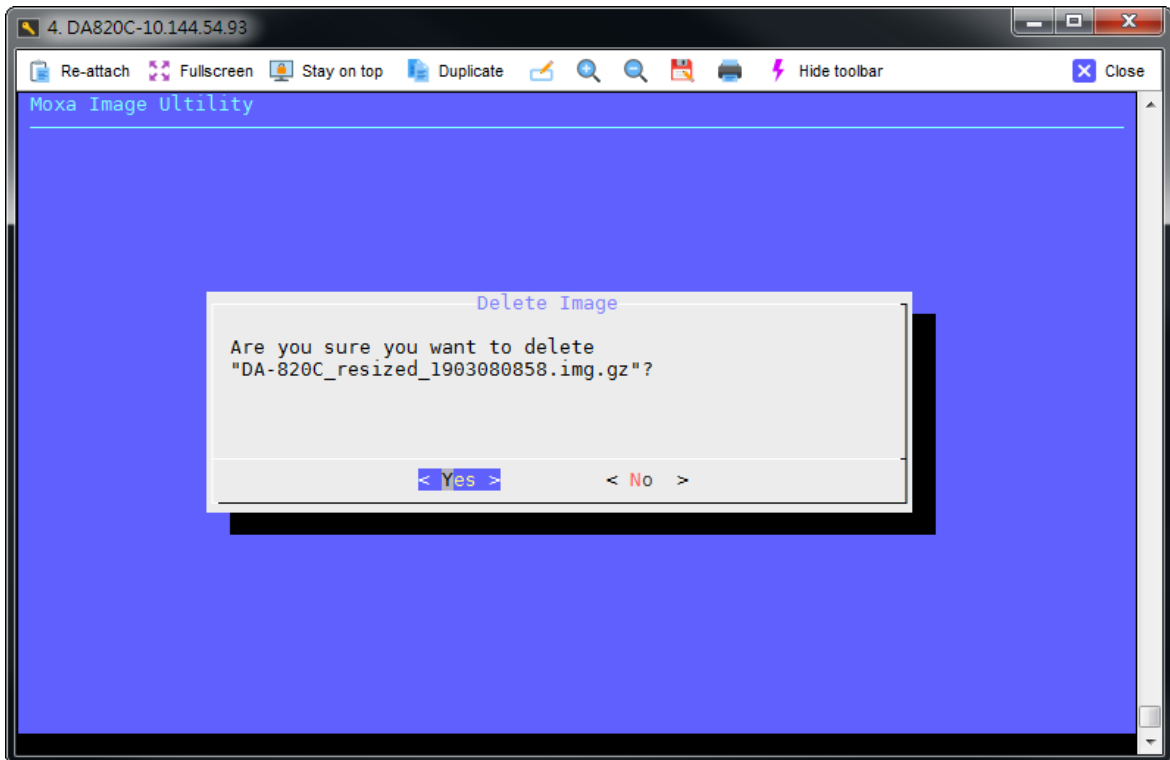 4. DA820C-10.144.54.93
Re-attach Fullscreen Stay on top Duplicate Hide toolbar Close
Moxa Image Ultility
Delete Image
Are you sure you want to delete
"DA-820C_resized_1903080858.img.gz"?
< Yes > < No >